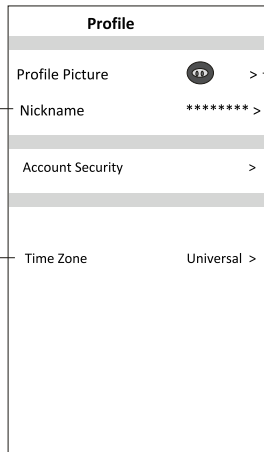 Profile
Profile Picture >
Nickname ******** >
Account Security >
Time Zone Universal >